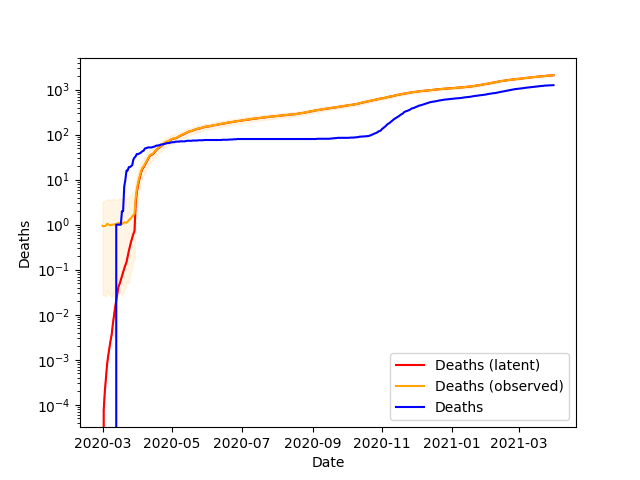 10³
10²
10¹
10⁰
10⁻¹
10⁻²
10⁻³
10⁻⁴
Deaths
Deaths (latent)
Deaths (observed)
Deaths
2020-03 2020-05 2020-07 2020-09 2020-11 2021-01 2021-03
Date